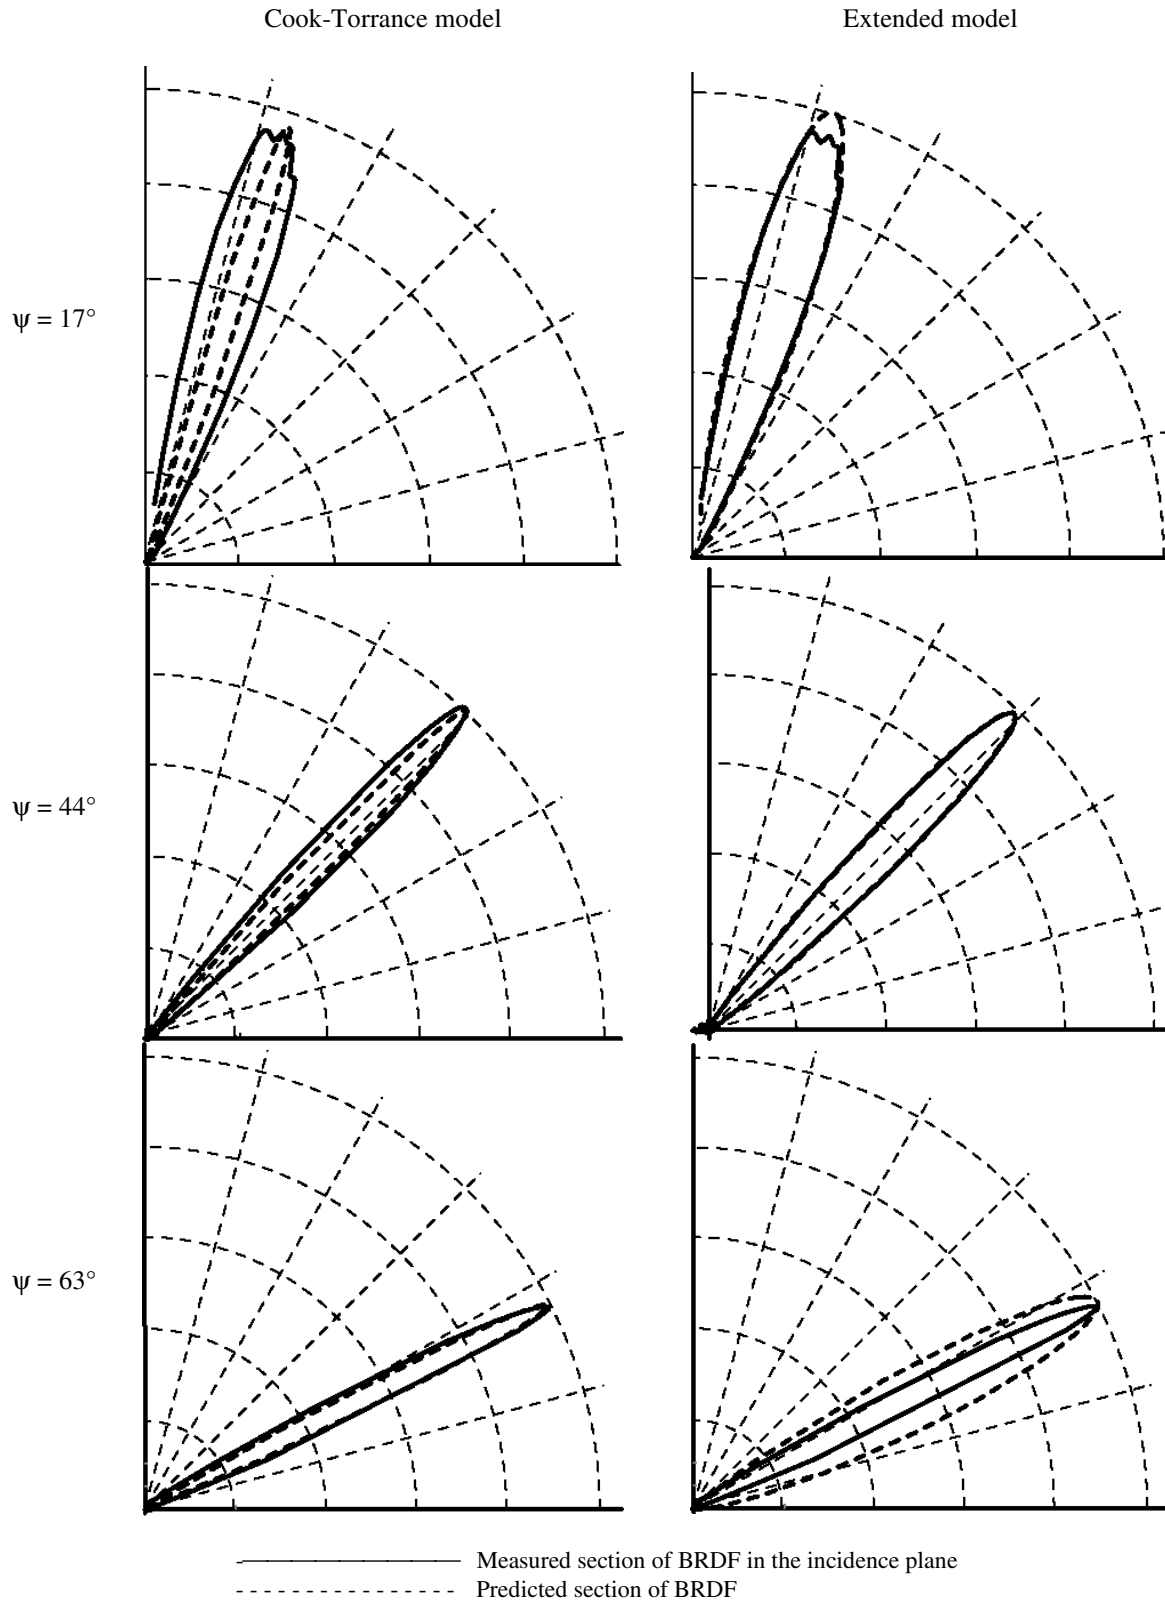 Cook-Torrance model
Extended model
ψ = 17°
ψ = 44°
ψ = 63°
Measured section of BRDF in the incidence plane
Predicted section of BRDF